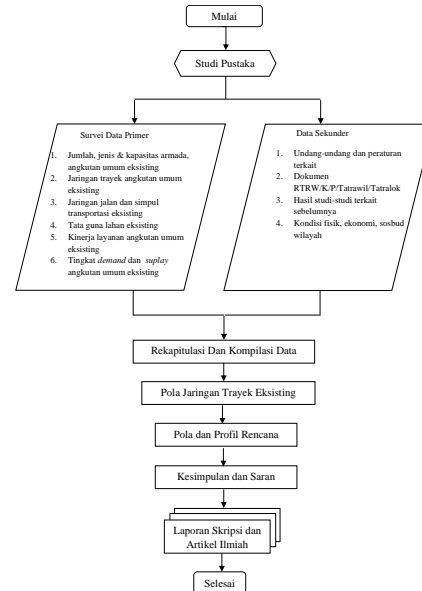 Mulai
Studi Pustaka
Survei Data Primer
1. Jumlah, jenis & kapasitas armada,
angkutan umum eksisting
2. Jaringan trayek angkutan umum
eksisting
3. Jaringan jalan dan simpul
transportasi eksisting
4. Tata guna lahan eksisting
5. Kinerja layanan angkutan umum
eksisting
6. Tingkat demand dan suplay
angkutan umum eksisting
Data Sekunder
1. Undang-undang dan peraturan
terkait
2. Dokumen
RTRW/K/P/Tatrawil/Tatralok
3. Hasil studi-studi terkait
sebelumnya
4. Kondisi fisik, ekonomi, sosbud
wilayah
Rekapitulasi Dan Kompilasi Data
Pola Jaringan Trayek Eksisting
Pola dan Profil Rencana
Kesimpulan dan Saran
Laporan Skripsi dan
Artikel Ilmiah
Selesai